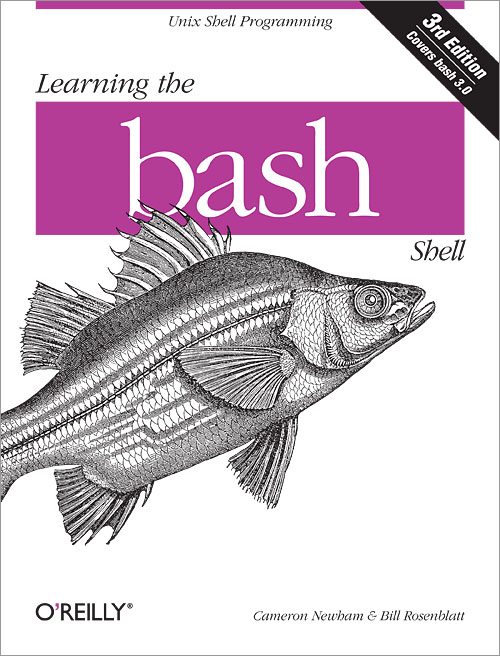 Unix Shell Programming
3rd Edition
Covers bash 3.0
Learning the
bash
Shell
O'REILLY®
Cameron Newham & Bill Rosenblatt